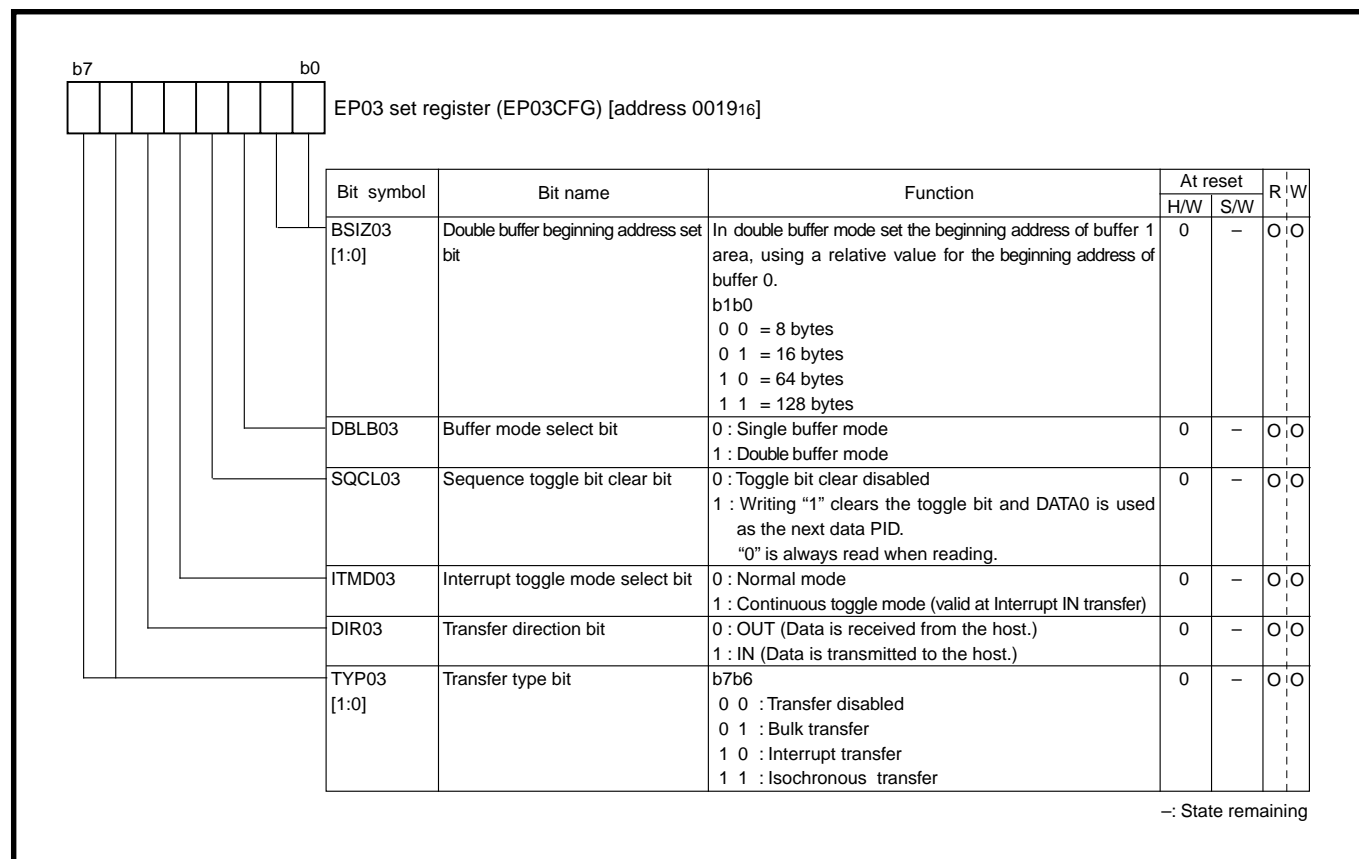 b7 b0
EP03 set register (EP03CFG) [address 001916]
Bit symbol Bit name Function At reset R W
H/W S/W
BSIZ03 Double buffer beginning address set In double buffer mode set the beginning address of buffer 1 0 – O O
[1:0] bit area, using a relative value for the beginning address of
buffer 0.
b1b0
0 0 = 8 bytes
0 1 = 16 bytes
1 0 = 64 bytes
1 1 = 128 bytes
DBLB03 Buffer mode select bit 0 : Single buffer mode 0 – O O
1 : Double buffer mode
SQCL03 Sequence toggle bit clear bit 0 : Toggle bit clear disabled 0 – O O
1 : Writing “1” clears the toggle bit and DATA0 is used
as the next data PID.
“0” is always read when reading.
ITMD03 Interrupt toggle mode select bit 0 : Normal mode 0 – O O
1 : Continuous toggle mode (valid at Interrupt IN transfer)
DIR03 Transfer direction bit 0 : OUT (Data is received from the host.) 0 – O O
1 : IN (Data is transmitted to the host.)
TYP03 Transfer type bit b7b6 0 – O O
[1:0] 0 0 : Transfer disabled
0 1 : Bulk transfer
1 0 : Interrupt transfer
1 1 : Isochronous transfer
–: State remaining